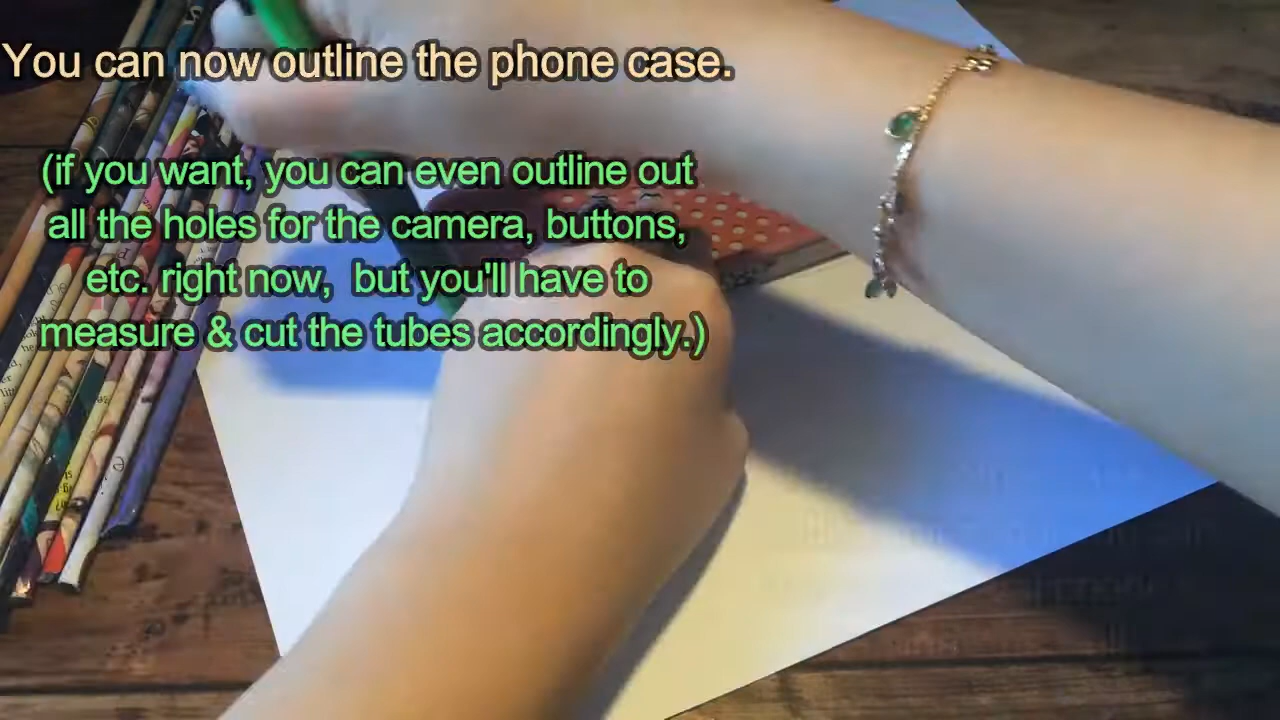 You can now outline the phone case.
(if you want, you can even outline out
all the holes for the camera, buttons,
etc. right now,  but you'll have to
measure & cut the tubes accordingly.)